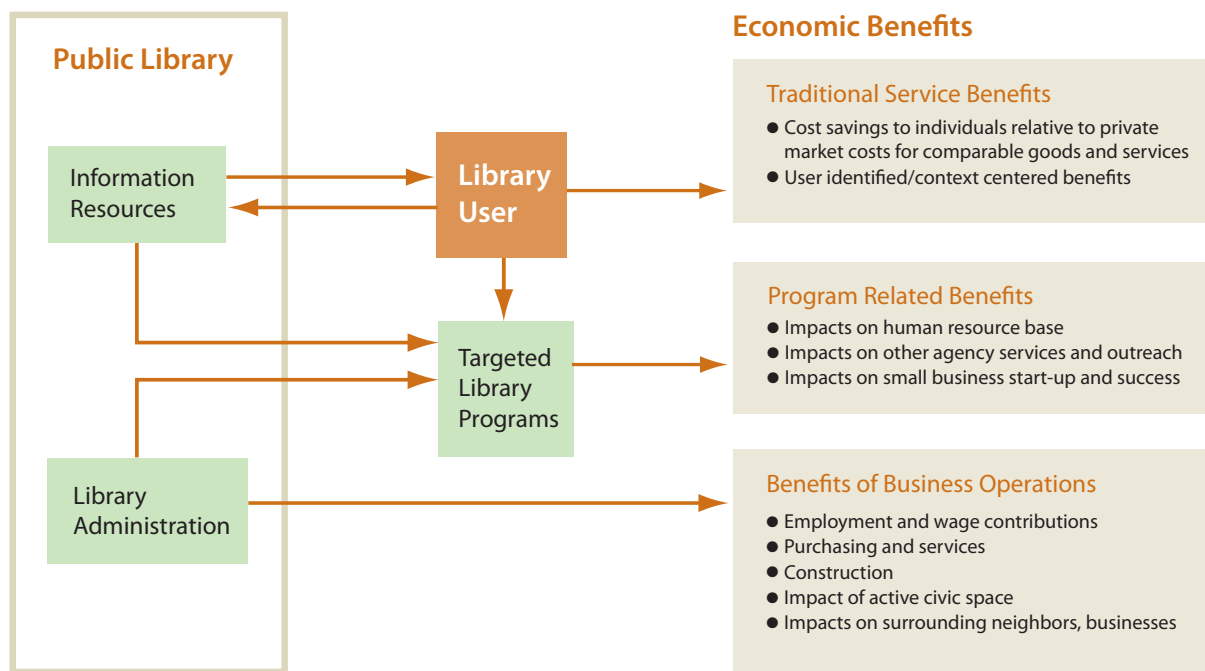 Public Library
Information
Resources
Library
Administration
Library
User
Targeted
Library
Programs
Economic Benefits
Traditional Service Benefits
● Cost savings to individuals relative to private
market costs for comparable goods and services
● User identified/context centered benefits
Program Related Benefits
● Impacts on human resource base
● Impacts on other agency services and outreach
● Impacts on small business start-up and success
Benefits of Business Operations
● Employment and wage contributions
● Purchasing and services
● Construction
● Impact of active civic space
● Impacts on surrounding neighbors, businesses